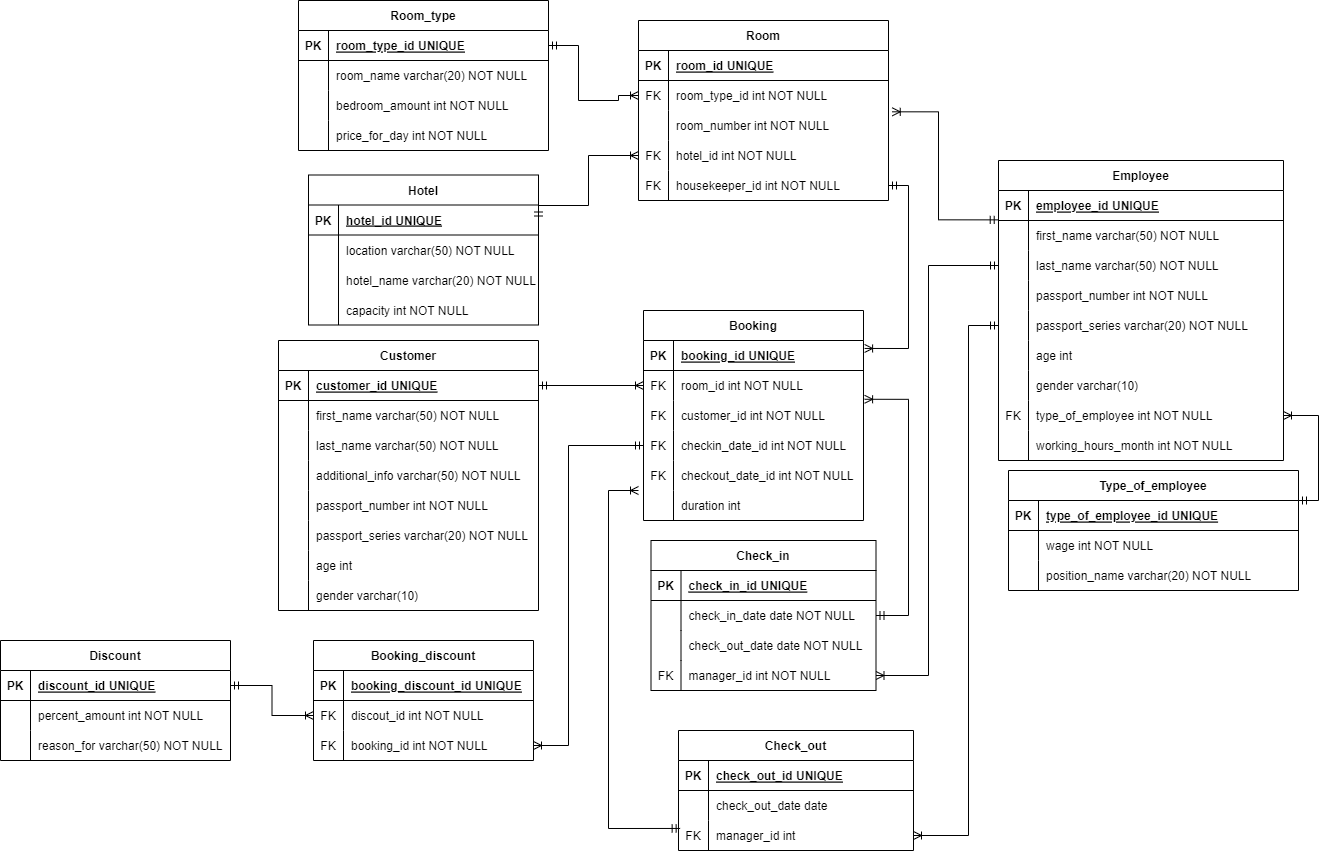 Room_type
PK room_type_id UNIQUE
room_name varchar(20) NOT NULL
bedroom_amount int NOT NULL
price_for_day int NOT NULL
Room
PK room_id UNIQUE
FK room_type_id int NOT NULL
room_number int NOT NULL
FK hotel_id int NOT NULL
FK housekeeper_id int NOT NULL
Hotel
PK hotel_id UNIQUE
location varchar(50) NOT NULL
hotel_name varchar(20) NOT NULL
capacity int NOT NULL
Employee
PK employee_id UNIQUE
first_name varchar(50) NOT NULL
last_name varchar(50) NOT NULL
passport_number int NOT NULL
passport_series varchar(20) NOT NULL
age int
gender varchar(10)
FK type_of_employee int NOT NULL
working_hours_month int NOT NULL
Booking
PK booking_id UNIQUE
FK room_id int NOT NULL
FK customer_id int NOT NULL
FK checkin_date_id int NOT NULL
FK checkout_date_id int NOT NULL
duration int
Customer
PK customer_id UNIQUE
first_name varchar(50) NOT NULL
last_name varchar(50) NOT NULL
additional_info varchar(50) NOT NULL
passport_number int NOT NULL
passport_series varchar(20) NOT NULL
age int
gender varchar(10)
Type_of_employee
PK type_of_employee_id UNIQUE
wage int NOT NULL
position_name varchar(20) NOT NULL
Check_in
PK check_in_id UNIQUE
check_in_date date NOT NULL
check_out_date date NOT NULL
FK manager_id int NOT NULL
Discount
PK discount_id UNIQUE
percent_amount int NOT NULL
reason_for varchar(50) NOT NULL
Booking_discount
PK booking_discount_id UNIQUE
FK discout_id int NOT NULL
FK booking_id int NOT NULL
Check_out
PK check_out_id UNIQUE
check_out_date date
FK manager_id int